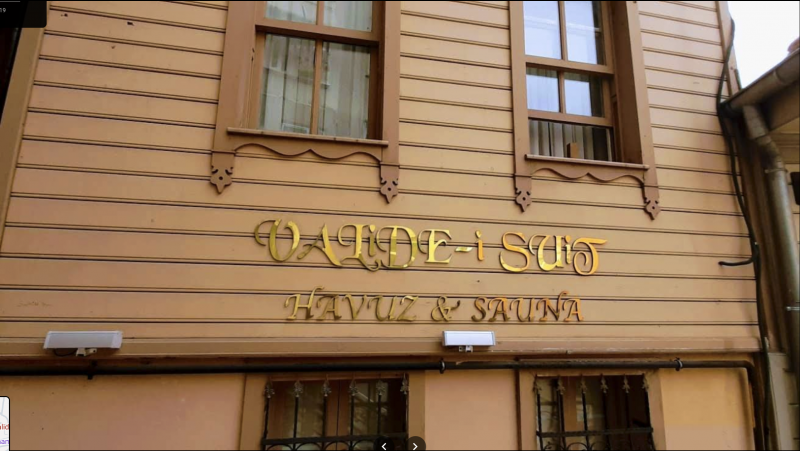 VALiDE-i SUiT
HAVUZ & SAUNA